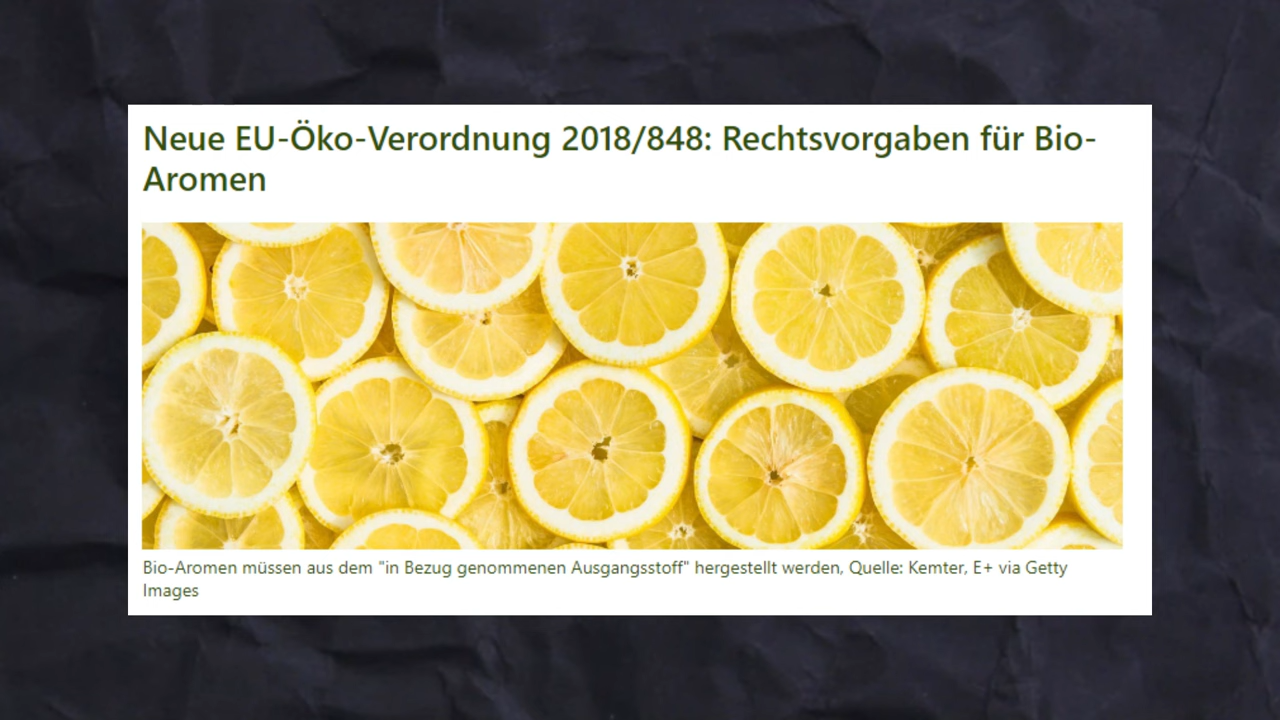 Neue EU-Öko-Verordnung 2018/848: Rechtsvorgaben für Bio-
Aromen
Bio-Aromen müssen aus dem "in Bezug genommenen Ausgangsstoff" hergestellt werden, Quelle: Kemter, E+ via Getty
Images